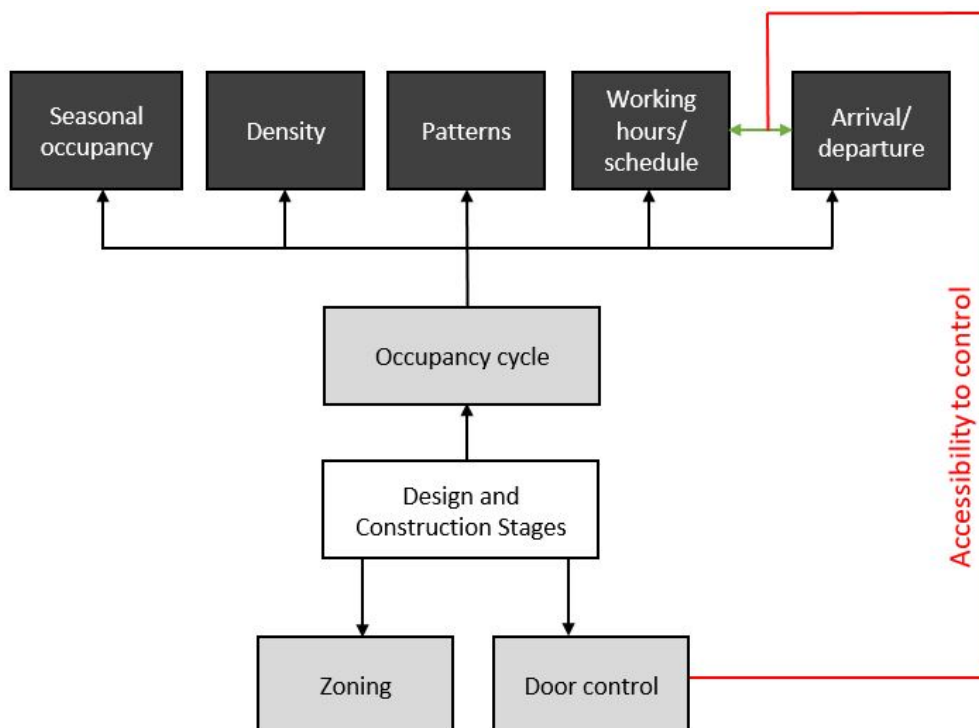 Seasonal
occupancy
Density
Patterns
Working
hours/
schedule
Arrival/
departure
Occupancy cycle
Accessibility to control
Design and
Construction Stages
Zoning
Door control